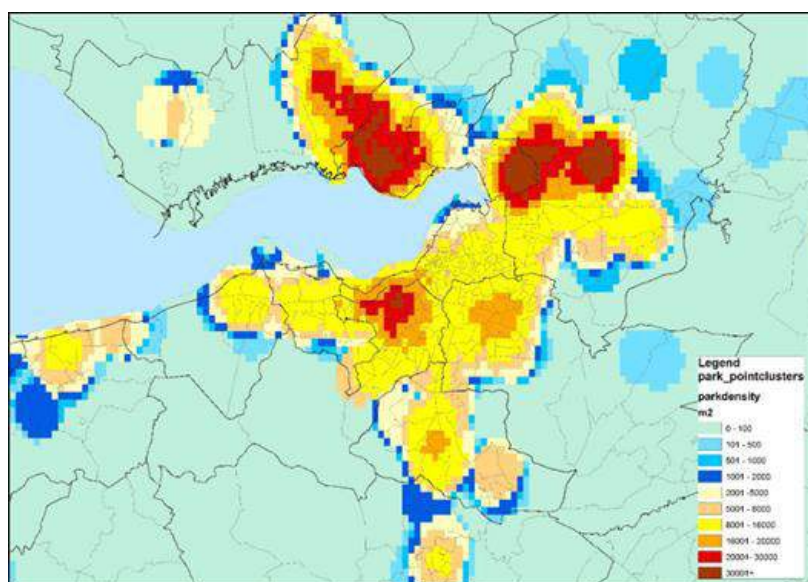 Legend
park_pointclusters
parkdensity
m2
0 - 100
101 - 500
501 - 1000
1001 - 2000
2001 - 5000
5001 - 8000
8001 - 16000
16001 - 20000
20001 - 30000
30001+